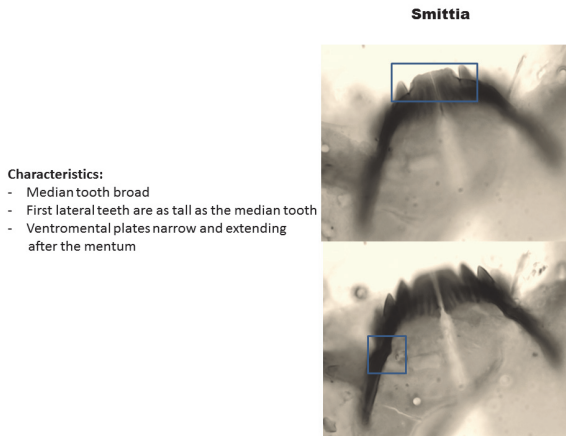 Smittia
Characteristics:
- Median tooth broad
- First lateral teeth are as tall as the median tooth
- Ventromental plates narrow and extending
after the mentum